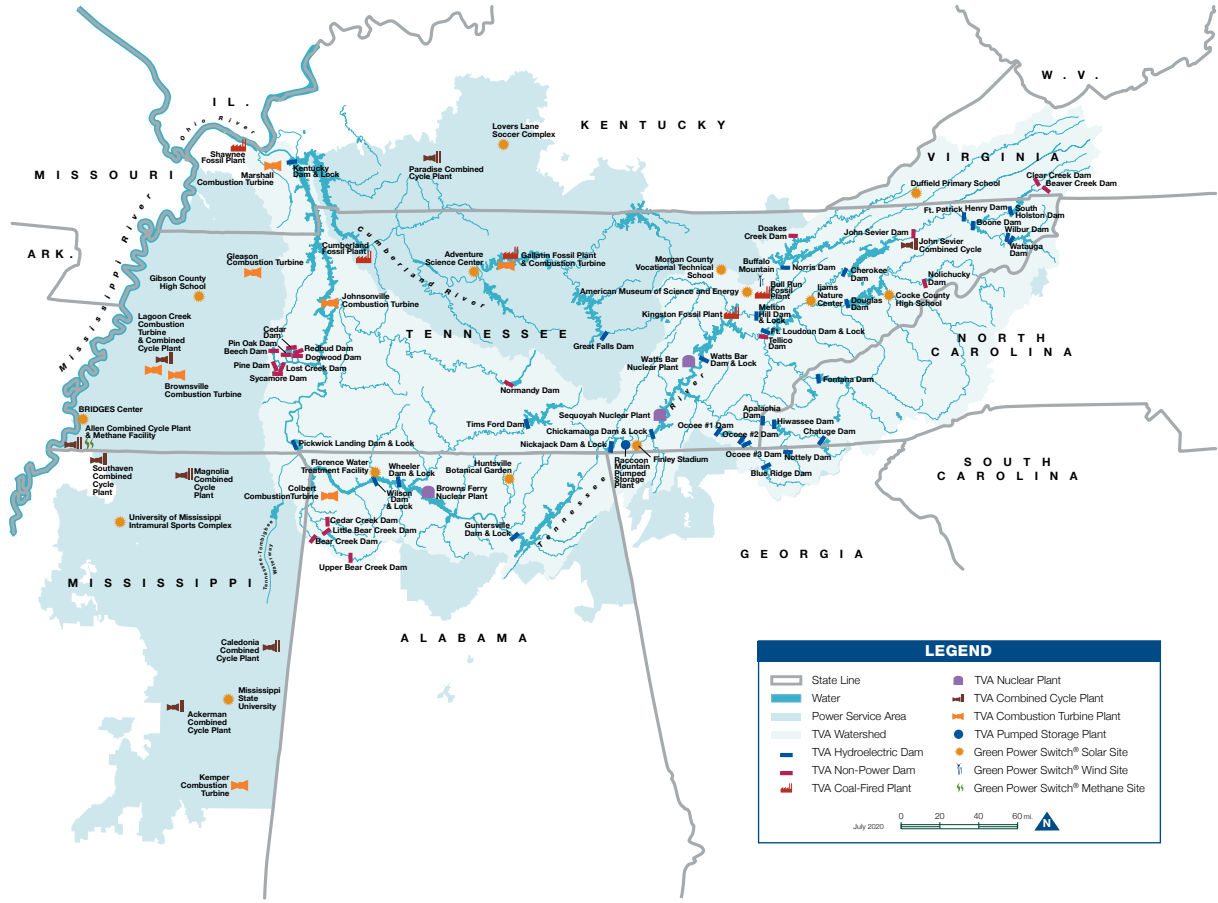 W. V.
IL.
Ohio River
KENTUCKY
Lovers Lane
Soccer Complex
Shawnee
Fossil Plant
Marshall
Combustion Turbine
Kentucky
Dam & Lock
Paradise Combined
Cycle Plant
VIRGINIA
MISSOURI
Clear Creek Dam
Beaver Creek Dam
Duffield Primary School
Ft. Patrick Henry Dam
South
Holston Dam
Boone Dam
Wilbur Dam
Watauga
Dam
Mississippi River
ARK.
Doakes
Creek Dam
John Sevier Dam
John Sevier
Combined Cycle
Gleason
Combustion Turbine
Cumberland
Fossil Plant
Cumberland River
Adventure
Science Center
Gallatin Fossil Plant
& Combustion Turbine
Morgan County
Vocational Technical
School
Buffalo
Mountain
Norris Dam
Cherokee
Dam
Nolichucky
Dam
Gibson County
High School
American Museum of Science and Energy
Bull Run
Fossil
Plant
Ijams
Nature
Center
Douglas
Dam
Cocke County
High School
Johnsonville
Combustion Turbine
Kingston Fossil Plant
Melton
Hill Dam
& Lock
Lagoon Creek
Combustion
Turbine
& Combined
Cycle Plant
TENNESSEE
Great Falls Dam
Ft. Loudoun Dam & Lock
Tellico
Dam
NORTH
CAROLINA
Cedar
Dam
Pin Oak Dam
Redbud Dam
Beech Dam
Dogwood Dam
Pine Dam
Lost Creek Dam
Sycamore Dam
Watts Bar
Nuclear Plant
Watts Bar
Dam & Lock
Brownsville
Combustion Turbine
Normandy Dam
Fontana Dam
River
BRIDGES Center
Allen Combined Cycle Plant
& Methane Facility
Tims Ford Dam
Sequoyah Nuclear Plant
Apalachia
Dam
Hiwassee Dam
Chickamauga Dam & Lock
Ocoee #1 Dam
Ocoee #2 Dam
Chatuge Dam
Pickwick Landing Dam & Lock
Nickajack Dam & Lock
Ocoee #3 Dam
Nottely Dam
Raccoon
Mountain
Pumped
Storage
Plant
Finley Stadium
Blue Ridge Dam
SOUTH
CAROLINA
Southaven
Combined
Cycle
Plant
Magnolia
Combined
Cycle Plant
Florence Water
Treatment Facility
Wheeler
Dam & Lock
Huntsville
Botanical Garden
Colbert
CombustionTurbine
Wilson
Dam
& Lock
Browns Ferry
Nuclear Plant
Tennessee
University of Mississippi
Intramural Sports Complex
Cedar Creek Dam
Little Bear Creek Dam
Bear Creek Dam
Guntersville
Dam & Lock
Tennessee-Tombigbee
Waterway
Upper Bear Creek Dam
GEORGIA
MISSISSIPPI
ALABAMA
Caledonia
Combined
Cycle Plant
Mississippi
State
University
Ackerman
Combined
Cycle Plant
Kemper
Combustion
Turbine
LEGEND
State Line
Water
Power Service Area
TVA Watershed
TVA Hydroelectric Dam
TVA Non-Power Dam
TVA Coal-Fired Plant
TVA Nuclear Plant
TVA Combined Cycle Plant
TVA Combustion Turbine Plant
TVA Pumped Storage Plant
Green Power Switch® Solar Site
Green Power Switch® Wind Site
Green Power Switch® Methane Site
July 2020
0 20 40 60 mi.
N